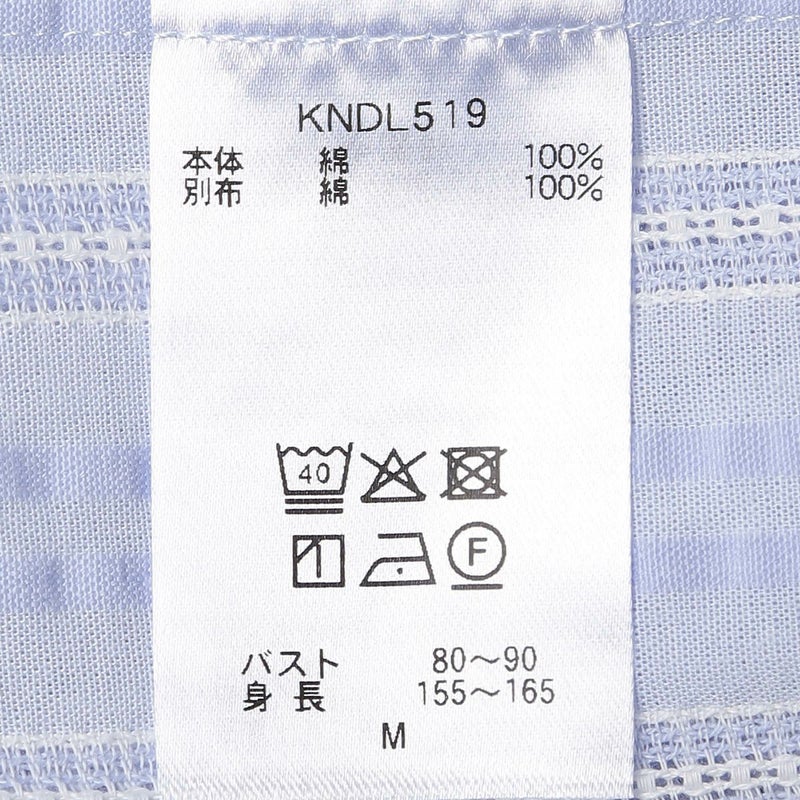 KNDL519
本体 綿 100%
別布 綿 100%
40
F
バスト 80～90
身長 155～165
M